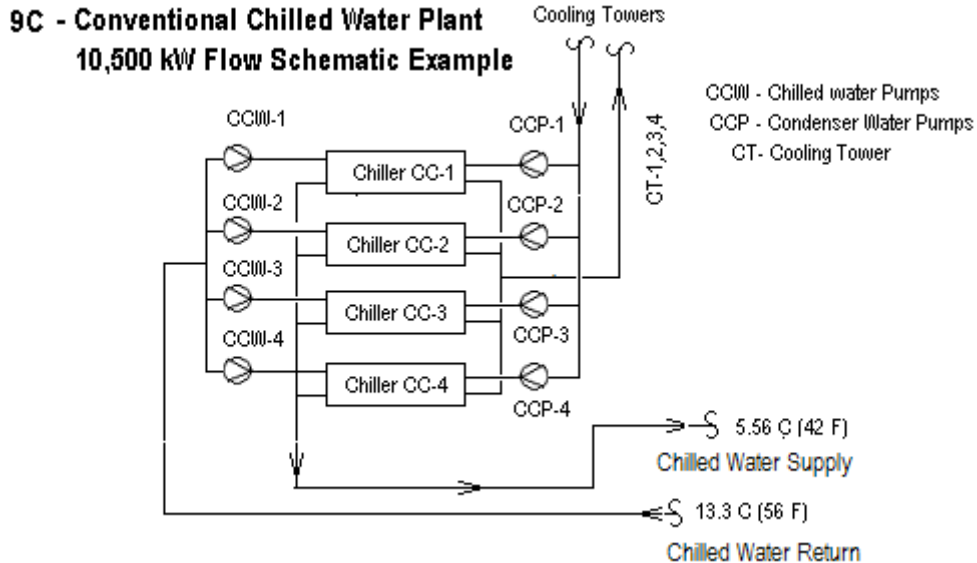 9C - Conventional Chilled Water Plant
10,500 kW Flow Schematic Example
Cooling Towers
CCW - Chilled water Pumps
CCP - Condenser Water Pumps
CT- Cooling Tower
CT-1,2,3,4
CCW-1
CCP-1
Chiller CC-1
CCW-2
CCP-2
Chiller CC-2
CCW-3
Chiller CC-3
CCP-3
CCW-4
Chiller CC-4
CCP-4
5.56 C (42 F)
Chilled Water Supply
13.3 C (56 F)
Chilled Water Return